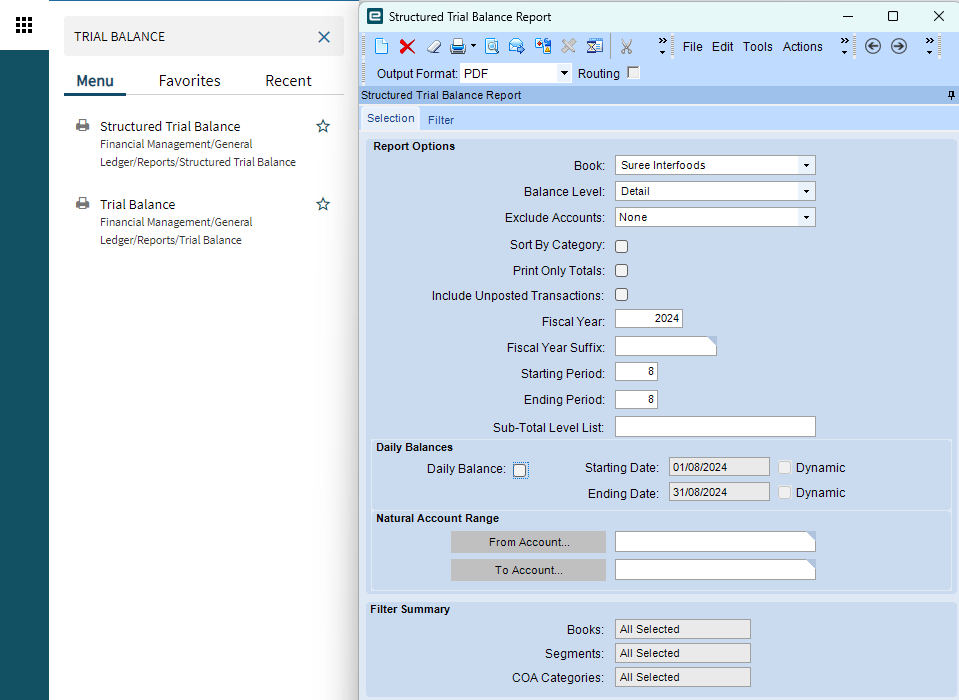 TRIAL BALANCE
Menu Favorites Recent
Structured Trial Balance
Financial Management/General
Ledger/Reports/Structured Trial Balance
Trial Balance
Financial Management/General
Ledger/Reports/Trial Balance
Structured Trial Balance Report
File Edit Tools Actions
Output Format: PDF Routing
Structured Trial Balance Report
Selection Filter
Report Options
Book: Suree Interfoods
Balance Level: Detail
Exclude Accounts: None
Sort By Category:
Print Only Totals:
Include Unposted Transactions:
Fiscal Year: 2024
Fiscal Year Suffix:
Starting Period: 8
Ending Period: 8
Sub-Total Level List:
Daily Balances
Daily Balance: Starting Date: 01/08/2024 Dynamic
Ending Date: 31/08/2024 Dynamic
Natural Account Range
From Account...
To Account...
Filter Summary
Books: All Selected
Segments: All Selected
COA Categories: All Selected